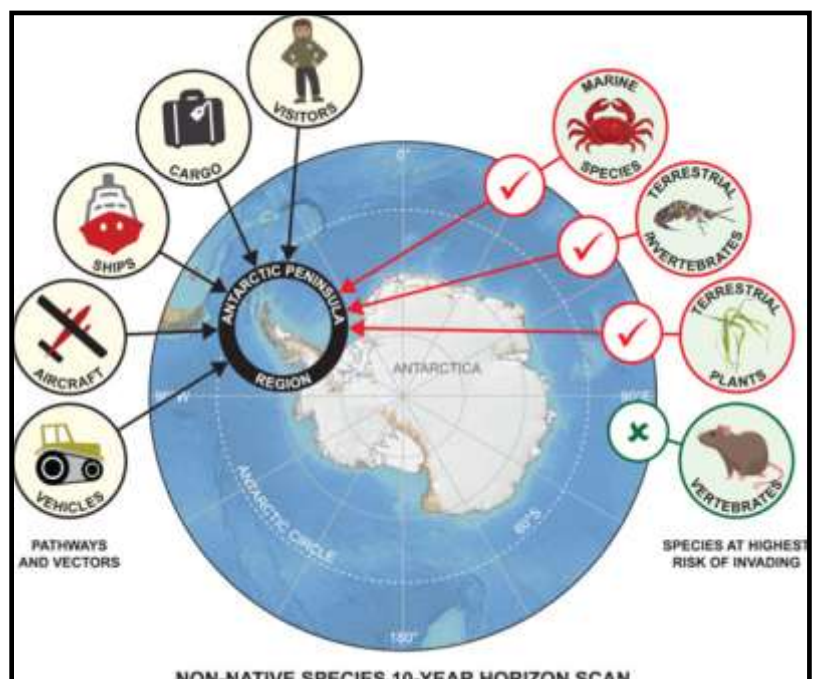 VISITORS
CARGO
SHIPS
AIRCRAFT
VEHICLES
PATHWAYS
AND VECTORS
MARINE
SPECIES
TERRESTRIAL
INVERTEBRATES
TERRESTRIAL
PLANTS
VERTEBRATES
SPECIES AT HIGHEST
RISK OF INVADING
0°
ANTARCTIC PENINSULA
REGION
ANTARCTICA
90°W
90°E
60°S
ANTARCTIC CIRCLE
180°
NON-NATIVE SPECIES 10-YEAR HORIZON SCAN